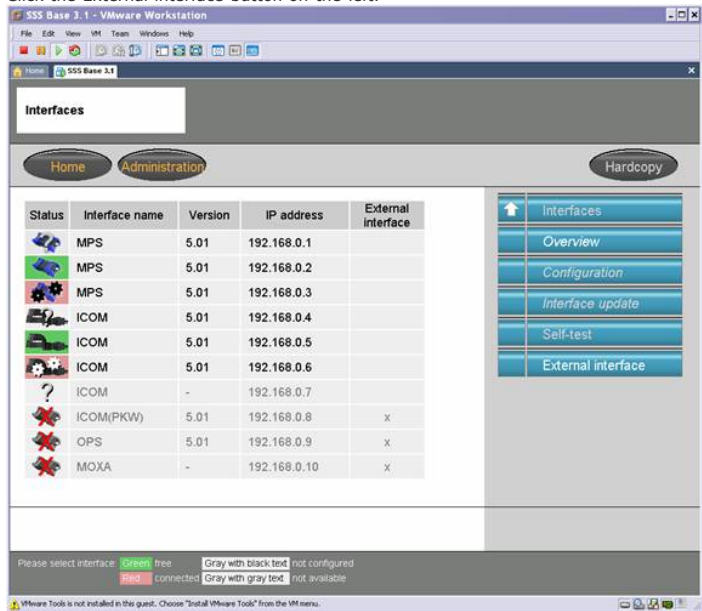 Click the External interface button on the left.
SSS Base 3.1 - VMware Workstation
File Edit View VM Team Windows Help
Home SSS Base 3.1
Interfaces
Home Administration Hardcopy
Status Interface name Version IP address External interface
MPS 5.01 192.168.0.1
MPS 5.01 192.168.0.2
MPS 5.01 192.168.0.3
ICOM 5.01 192.168.0.4
ICOM 5.01 192.168.0.5
ICOM 5.01 192.168.0.6
? ICOM - 192.168.0.7
ICOM(PKW) 5.01 192.168.0.8 x
OPS 5.01 192.168.0.9 x
MOXA - 192.168.0.10 x
Interfaces
Overview
Configuration
Interface update
Self-test
External interface
Please select interface: Green free Gray with black text not configured
Red connected Gray with gray text not available
VMware Tools is not installed in this guest. Choose "Install VMware Tools" from the VM menu.